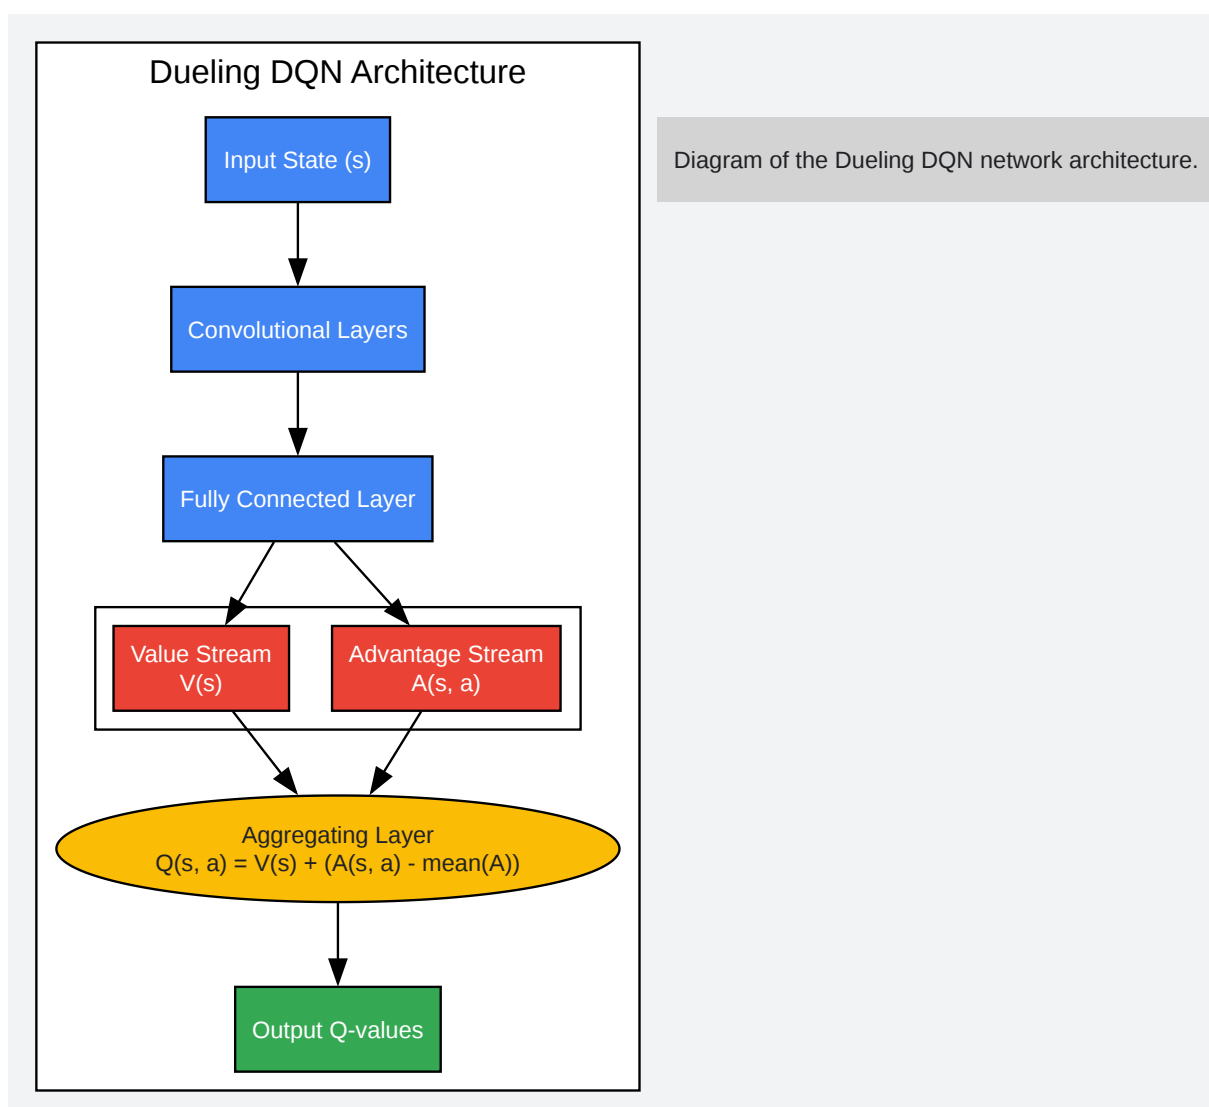 Dueling DQN Architecture
Input State (s)
Diagram of the Dueling DQN network architecture.
Convolutional Layers
Fully Connected Layer
Value Stream
V(s)
Advantage Stream
A(s, a)
Aggregating Layer
Q(s, a) = V(s) + (A(s, a) - mean(A))
Output Q-values